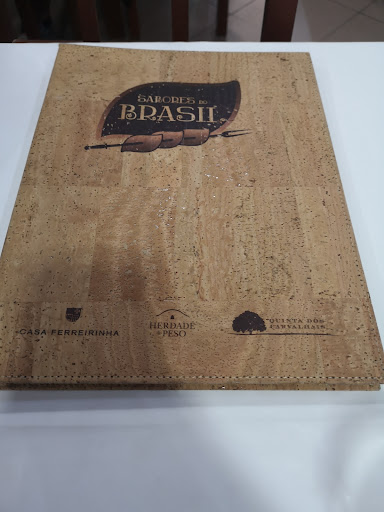 SABORES DO
BRASIL
CASA FERREIRINHA
HERDADE
DO PESO
QUINTA DOS
CARVALHAIS